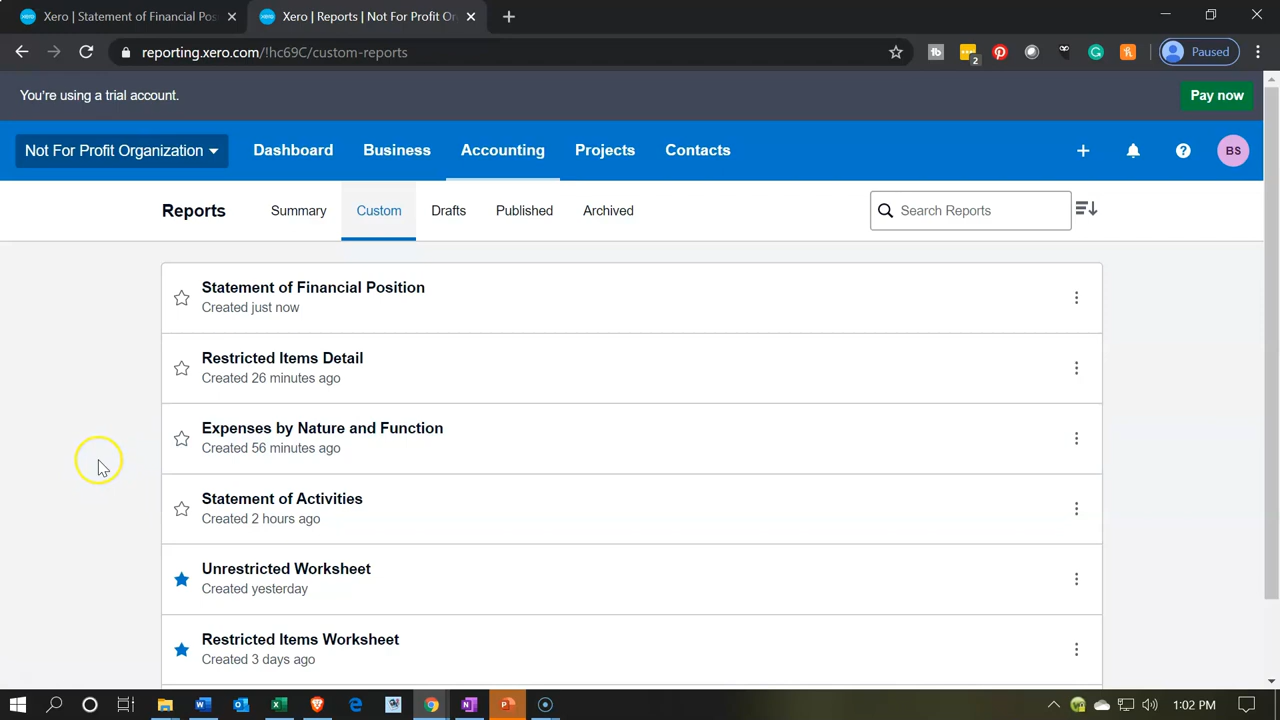 Xero | Statement of Financial Pos
Xero | Reports | Not For Profit Or
reporting.xero.com/!hc69C/custom-reports
2
Paused
You're using a trial account.
Pay now
Not For Profit Organization
Dashboard
Business
Accounting
Projects
Contacts
BS
Reports
Summary
Custom
Drafts
Published
Archived
Search Reports
Statement of Financial Position
Created just now
Restricted Items Detail
Created 26 minutes ago
Expenses by Nature and Function
Created 56 minutes ago
Statement of Activities
Created 2 hours ago
Unrestricted Worksheet
Created yesterday
Restricted Items Worksheet
Created 3 days ago
1:02 PM